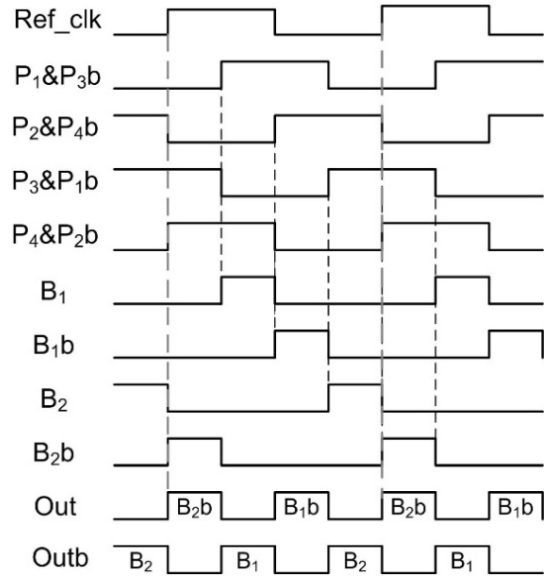 Ref_clk
P₁&P₃b
P₂&P₄b
P₃&P₁b
P₄&P₂b
B₁
B₁b
B₂
B₂b
Out B₂b B₁b B₂b B₁b
Outb B₂ B₁ B₂ B₁